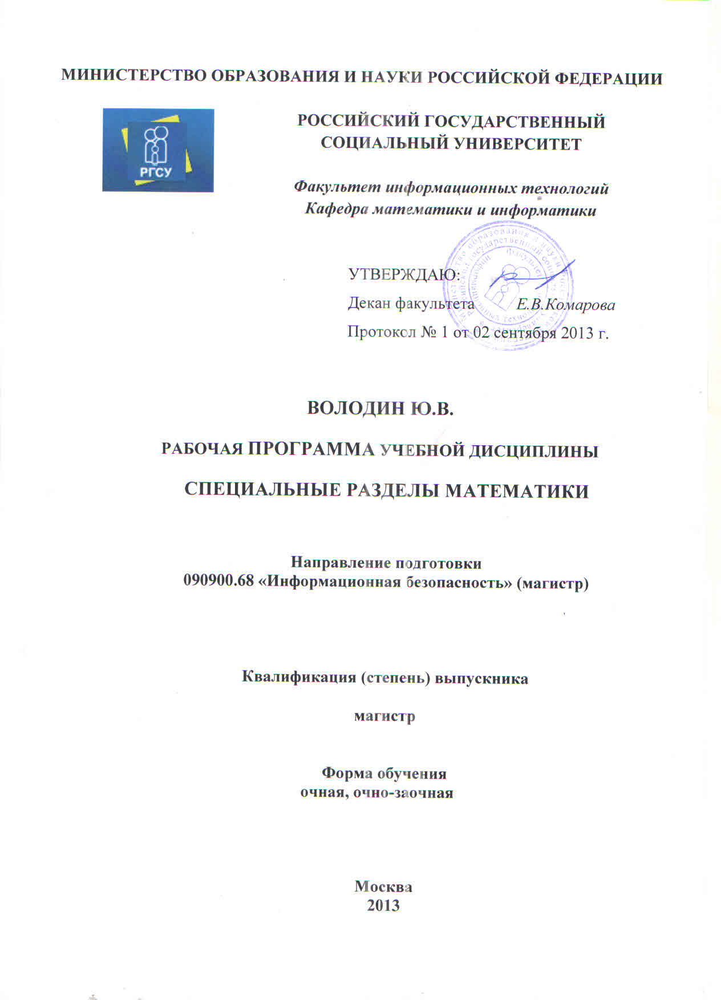 МИНИСТЕРСТВО ОБРАЗОВАНИЯ И НАУКИ РОССИЙСКОЙ ФЕДЕРАЦИИ
РГСУ
РОССИЙСКИЙ ГОСУДАРСТВЕННЫЙ
СОЦИАЛЬНЫЙ УНИВЕРСИТЕТ
Факультет информационных технологий
Кафедра математики и информатики
УТВЕРЖДАЮ:
Декан факультета Е.В.Комарова
Протокол № 1 от 02 сентября 2013 г.
ВОЛОДИН Ю.В.
РАБОЧАЯ ПРОГРАММА УЧЕБНОЙ ДИСЦИПЛИНЫ
СПЕЦИАЛЬНЫЕ РАЗДЕЛЫ МАТЕМАТИКИ
Направление подготовки
090900.68 «Информационная безопасность» (магистр)
Квалификация (степень) выпускника
магистр
Форма обучения
очная, очно-заочная
Москва
2013